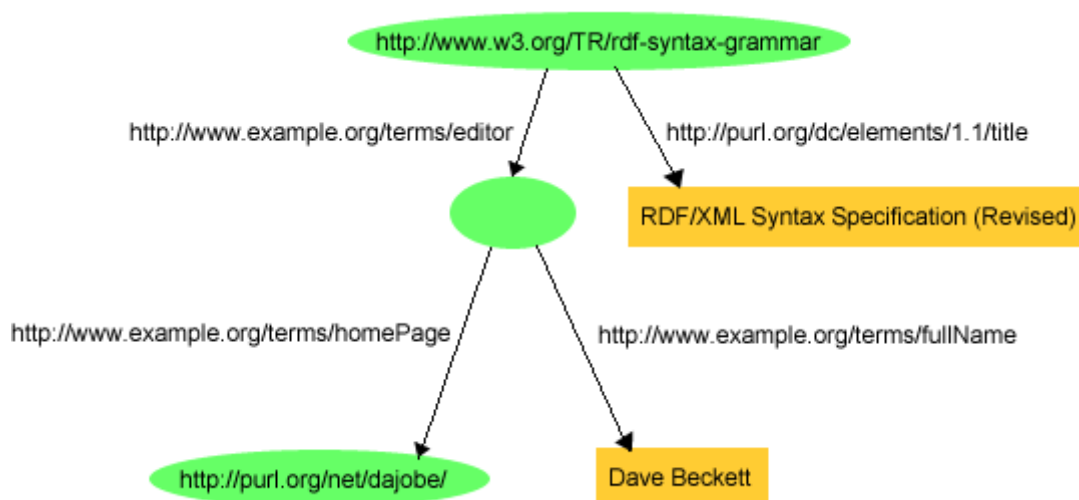 http://www.w3.org/TR/rdf-syntax-grammar
http://www.example.org/terms/editor
http://purl.org/dc/elements/1.1/title
RDF/XML Syntax Specification (Revised)
http://www.example.org/terms/homePage
http://www.example.org/terms/fullName
http://purl.org/net/dajobe/
Dave Beckett